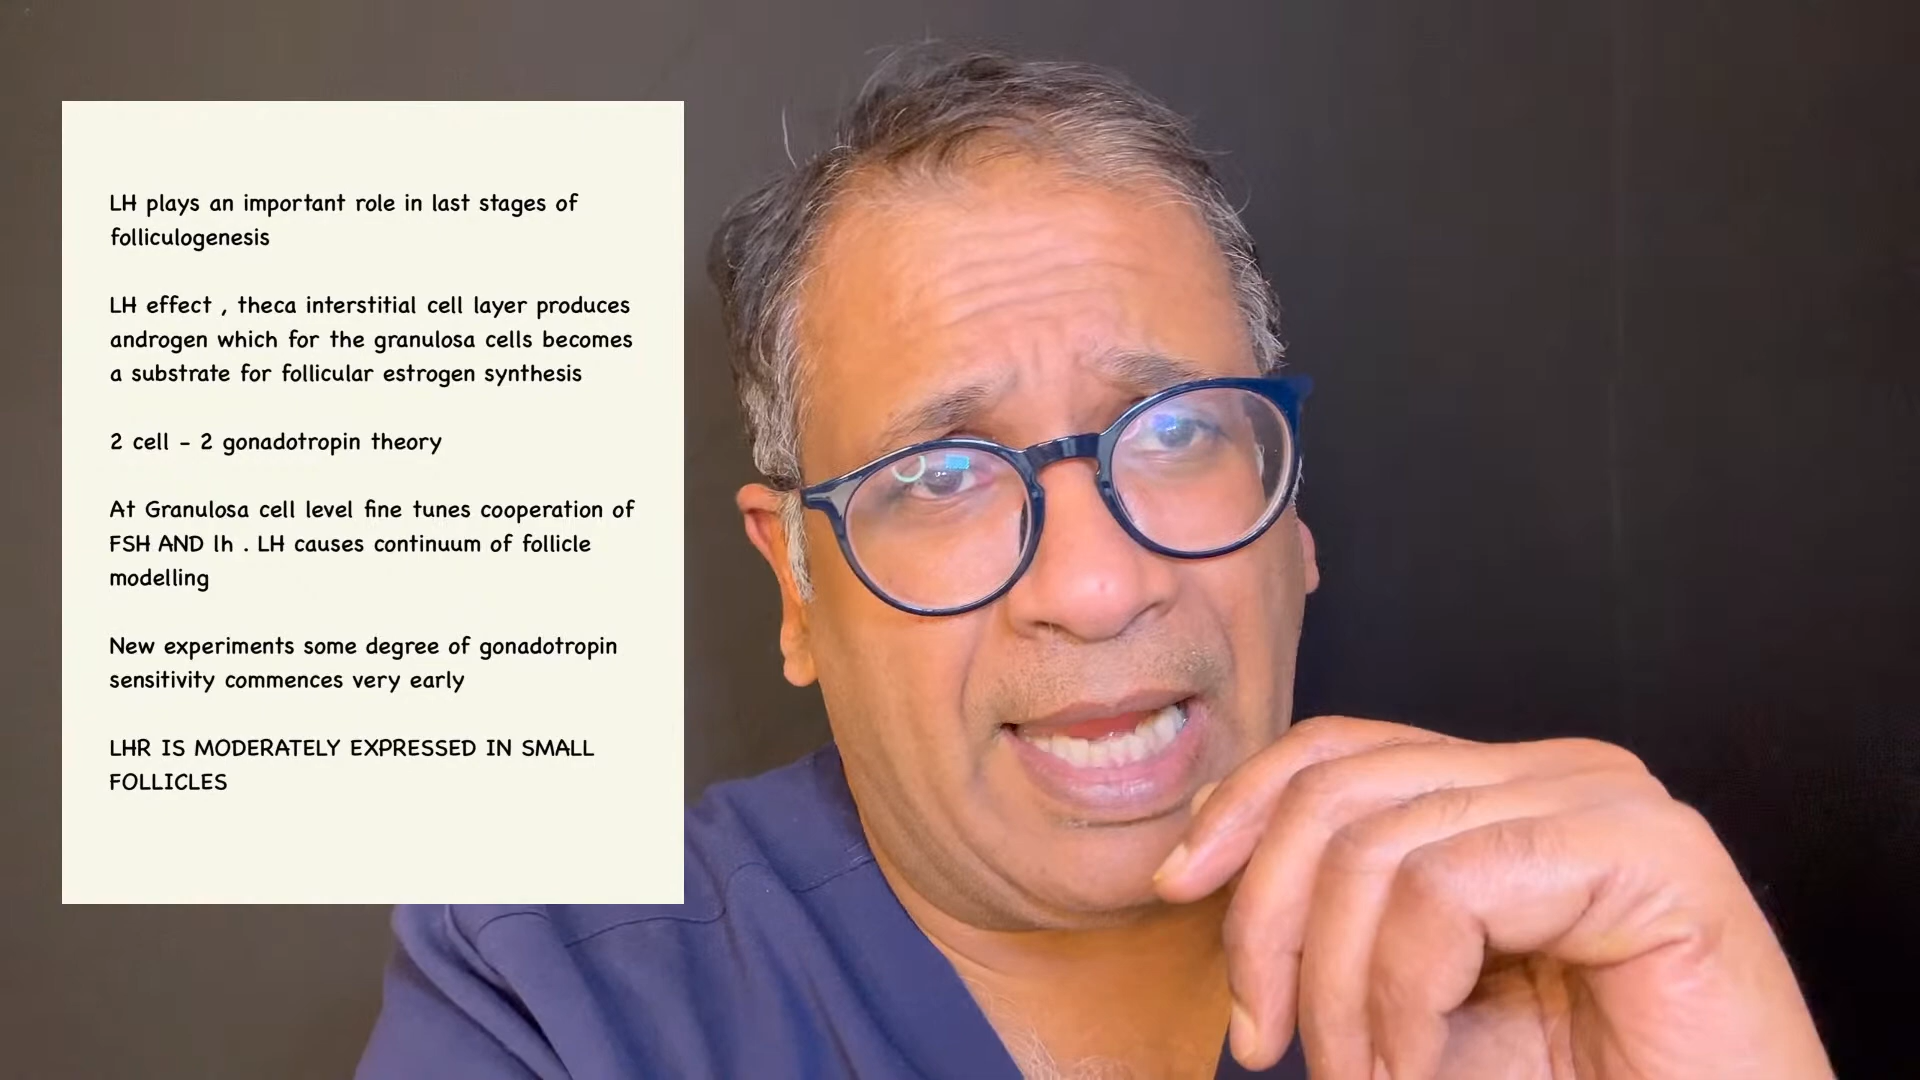 LH plays an important role in last stages of
folliculogenesis
LH effect , theca interstitial cell layer produces
androgen which for the granulosa cells becomes
a substrate for follicular estrogen synthesis
2 cell - 2 gonadotropin theory
At Granulosa cell level fine tunes cooperation of
FSH AND lh . LH causes continuum of follicle
modelling
New experiments some degree of gonadotropin
sensitivity commences very early
LHR IS MODERATELY EXPRESSED IN SMALL
FOLLICLES